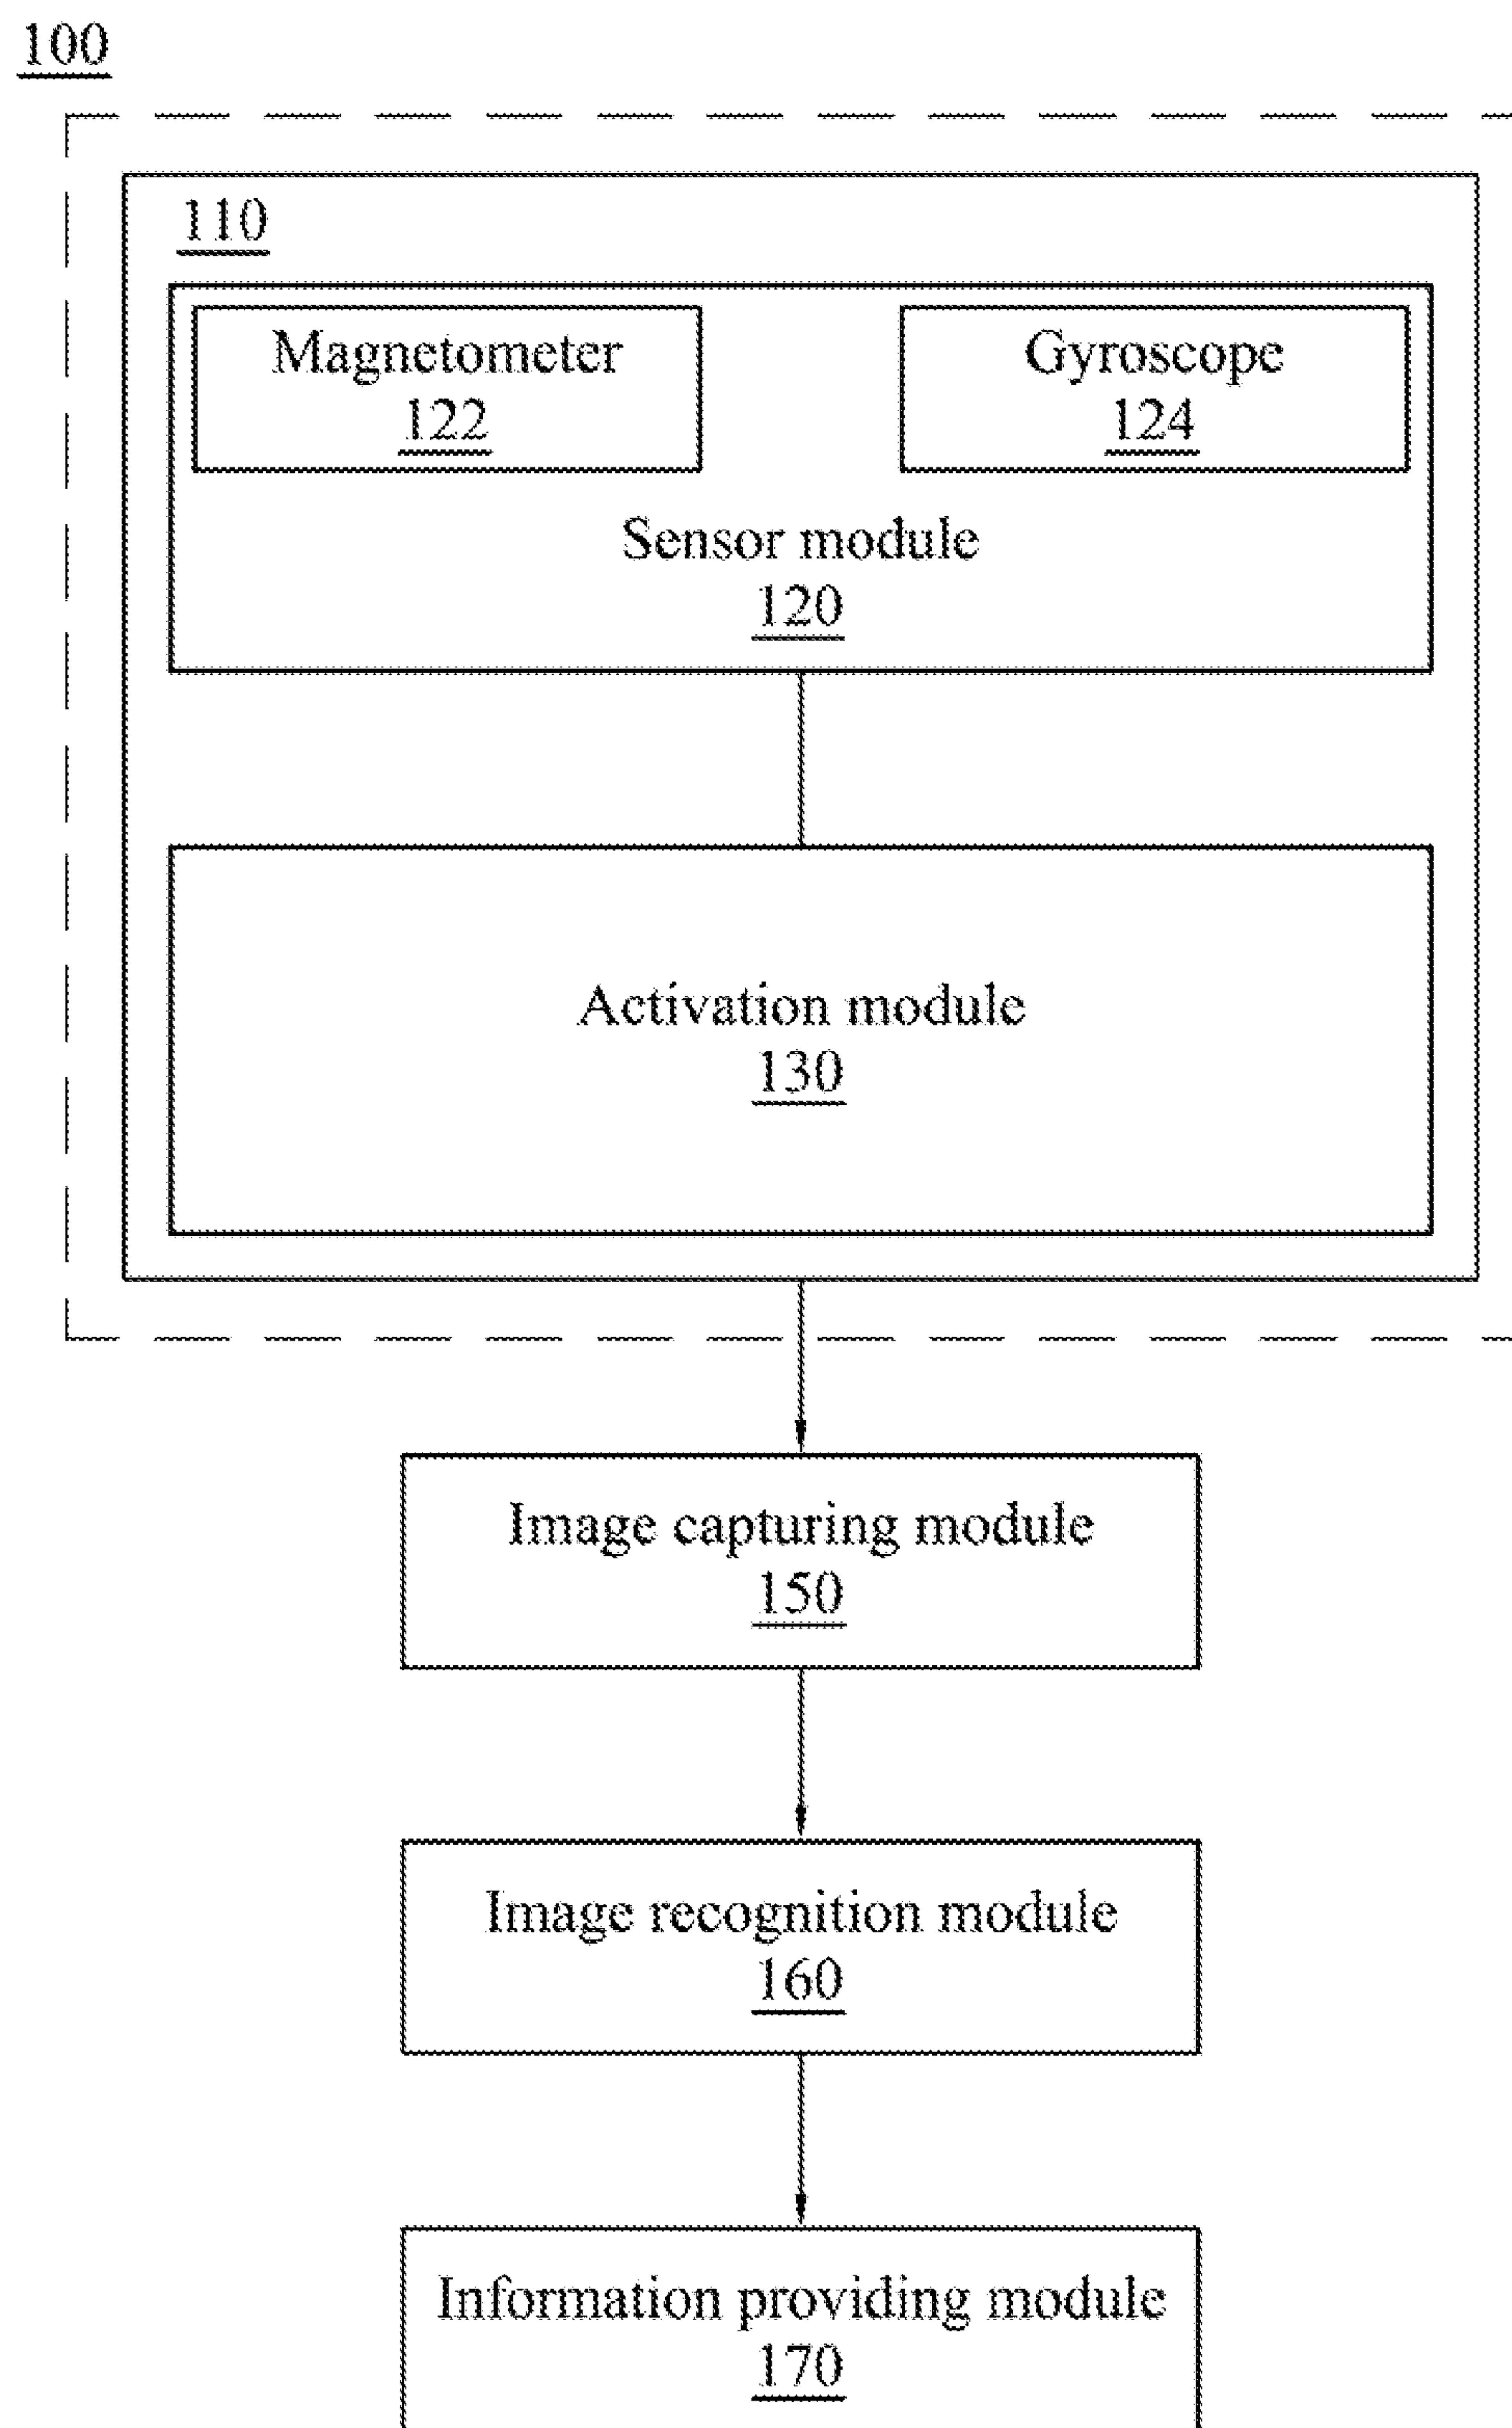 100
110
Magnetometer
122
Gyroscope
124
Sensor module
120
Activation module
130
Image capturing module
150
Image recognition module
160
Information providing module
170